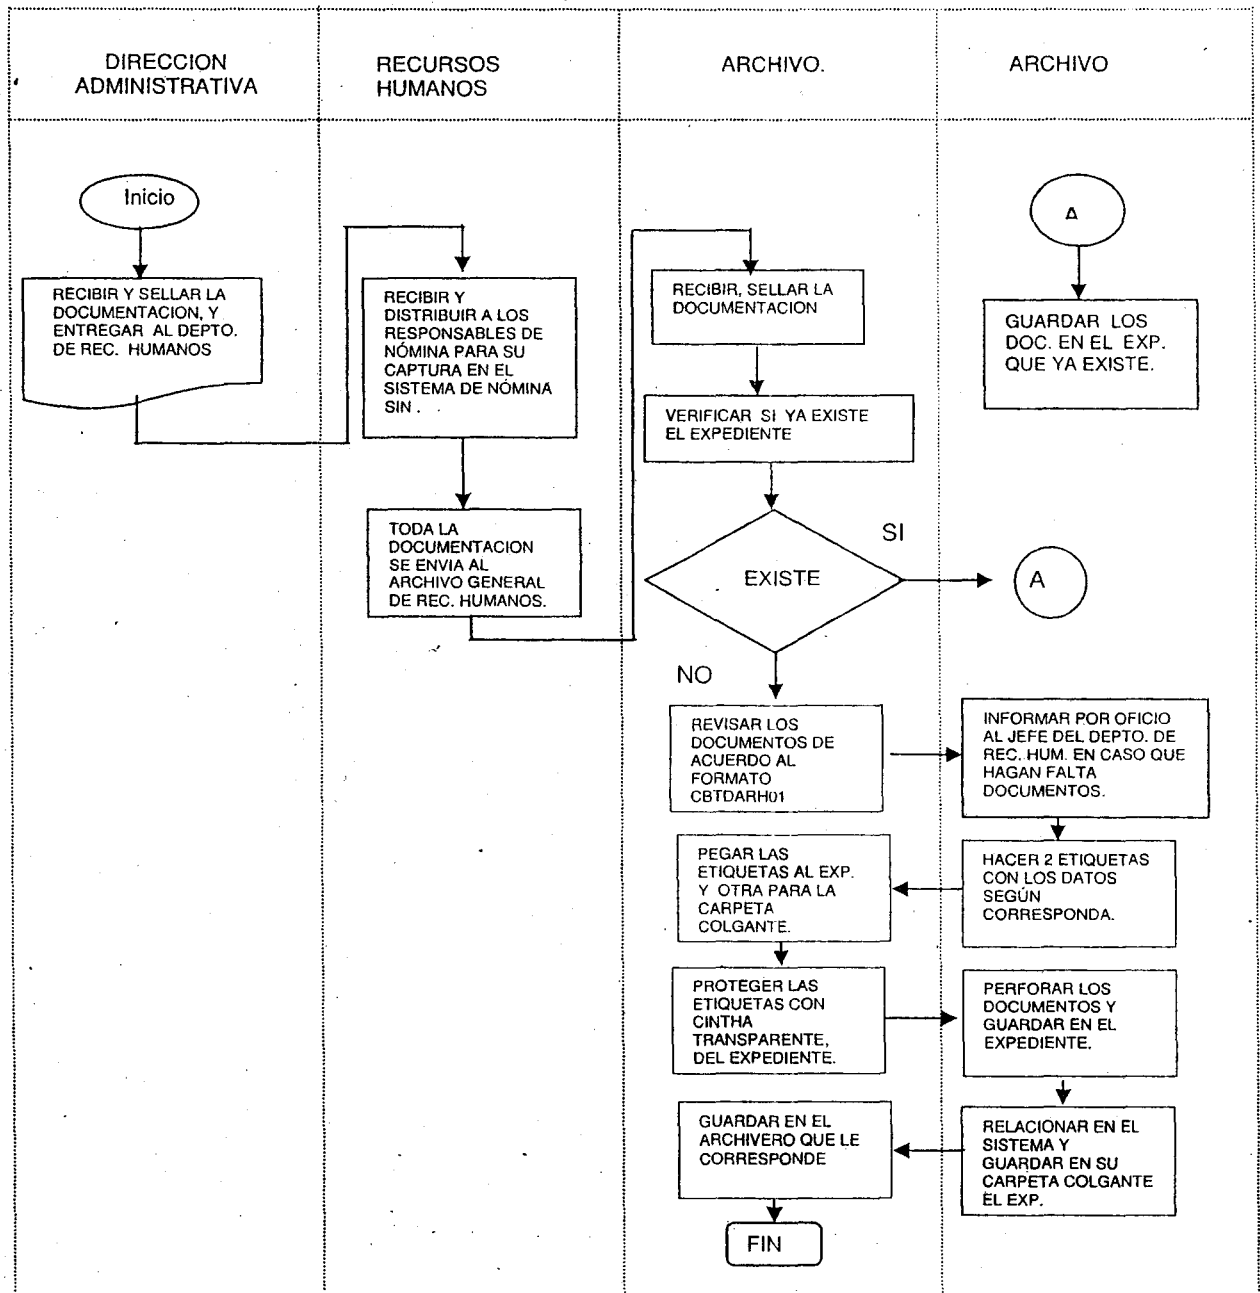 DIRECCION
ADMINISTRATIVA
RECURSOS
HUMANOS
ARCHIVO.
ARCHIVO
Inicio
RECIBIR Y SELLAR LA
DOCUMENTACION, Y
ENTREGAR AL DEPTO.
DE REC. HUMANOS
RECIBIR Y
DISTRIBUIR A LOS
RESPONSABLES DE
NÓMINA PARA SU
CAPTURA EN EL
SISTEMA DE NÓMINA
SIN .
TODA LA
DOCUMENTACION
SE ENVIA AL
ARCHIVO GENERAL
DE REC. HUMANOS.
RECIBIR, SELLAR LA
DOCUMENTACION
VERIFICAR SI YA EXISTE
EL EXPEDIENTE
EXISTE
SI
A
NO
A
GUARDAR LOS
DOC. EN EL EXP.
QUE YA EXISTE.
REVISAR LOS
DOCUMENTOS DE
ACUERDO AL
FORMATO
CBTDARH01
INFORMAR POR OFICIO
AL JEFE DEL DEPTO. DE
REC. HUM. EN CASO QUE
HAGAN FALTA
DOCUMENTOS.
HACER 2 ETIQUETAS
CON LOS DATOS
SEGÚN
CORRESPONDA.
PEGAR LAS
ETIQUETAS AL EXP.
Y OTRA PARA LA
CARPETA
COLGANTE.
PROTEGER LAS
ETIQUETAS CON
CINTHA
TRANSPARENTE,
DEL EXPEDIENTE.
PERFORAR LOS
DOCUMENTOS Y
GUARDAR EN EL
EXPEDIENTE.
RELACIONAR EN EL
SISTEMA Y
GUARDAR EN SU
CARPETA COLGANTE
EL EXP.
GUARDAR EN EL
ARCHIVERO QUE LE
CORRESPONDE
FIN